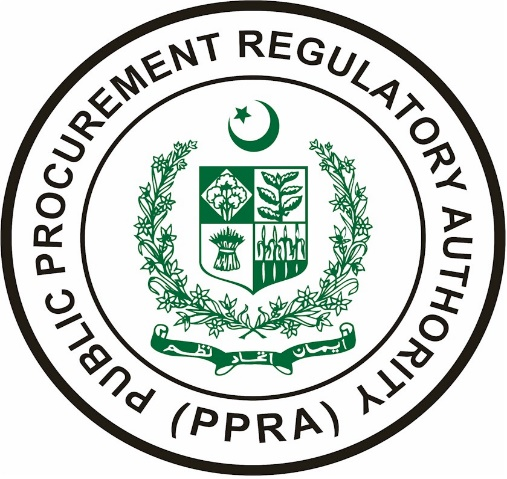 PUBLIC PROCUREMENT REGULATORY AUTHORITY
(PPRA)
ایمان اتحاد نظم